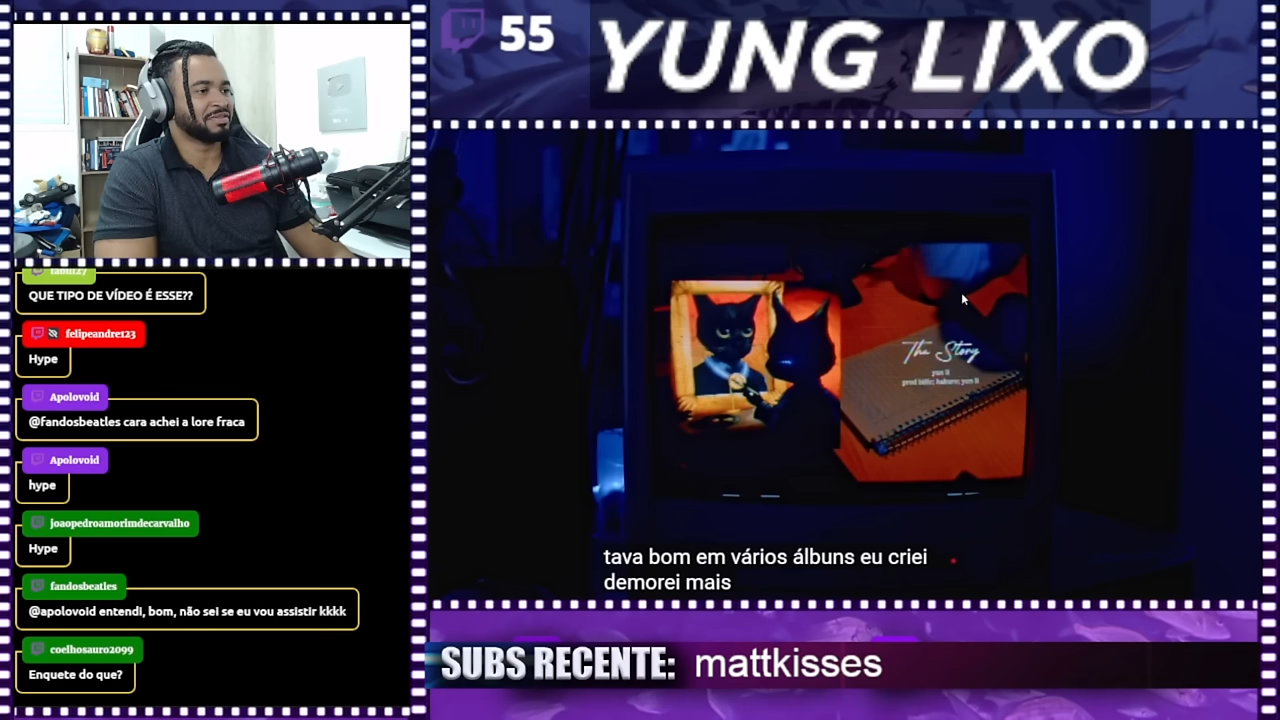 55
YUNG LIXO
QUE TIPO DE VÍDEO É ESSE??
felipeandre123
Hype
Apolovoid
@fandosbeatles cara achei a lore fraca
Apolovoid
hype
joaopedroamorimdecarvalho
Hype
fandosbeatles
@apolovoid entendi, bom, não sei se eu vou assistir kkkk
coelhosauro2099
Enquete do que?
The Story
tava bom em vários álbuns eu criei
demorei mais
SUBS RECENTE: mattkisses